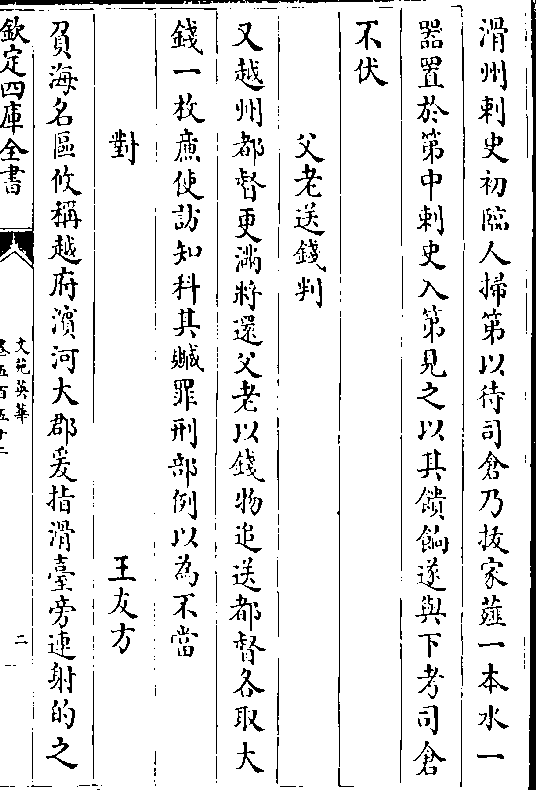 滑州刺史初臨人掃第以待司倉乃拔家薤一本水一
器置於第中刺史入第見之以其饋餉遂與下考司倉
不伏
父老送錢判
又越州都督更滿將還父老以錢物追送都督各取大
錢一枚廉使訪知科其贓罪刑部例以為不當
對 王友方
負海名區攸稱越府濵河大郡爰指滑臺旁連射的之
欽定四庫全書
文苑英華
卷五百五十二
二